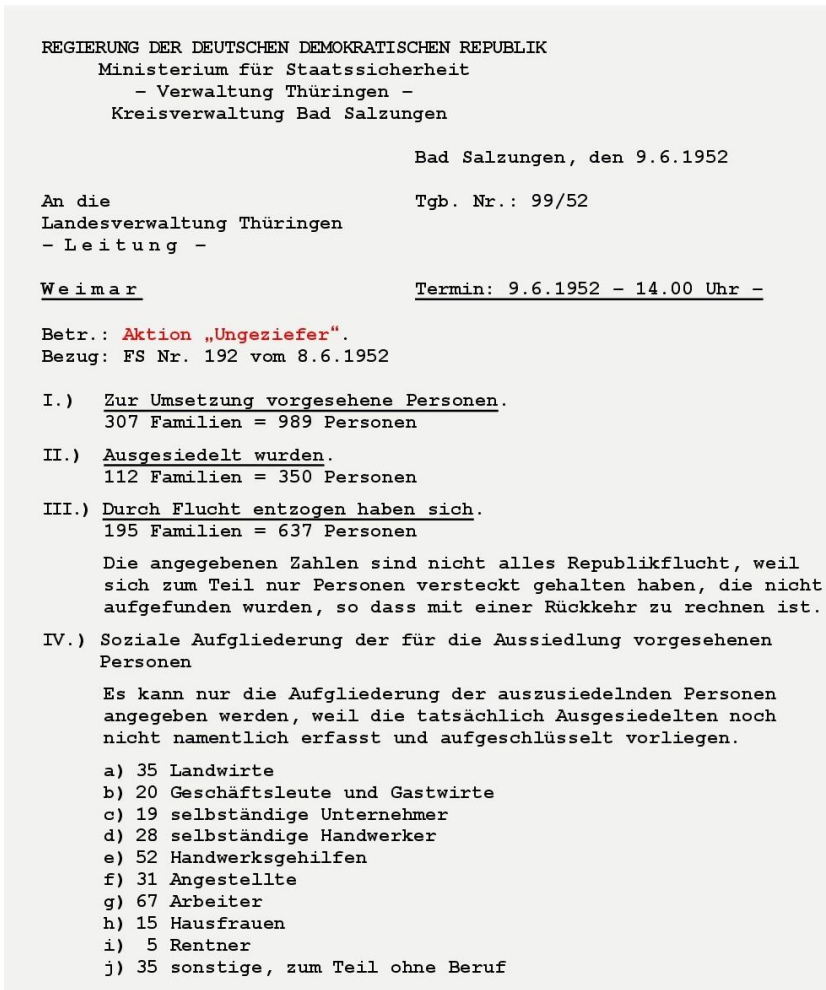 REGIERUNG DER DEUTSCHEN DEMOKRATISCHEN REPUBLIK
Ministerium für Staatssicherheit
– Verwaltung Thüringen –
Kreisverwaltung Bad Salzungen
Bad Salzungen, den 9.6.1952
An die Tgb. Nr.: 99/52
Landesverwaltung Thüringen
– L e i t u n g –
W e i m a r Termin: 9.6.1952 – 14.00 Uhr –
Betr.: Aktion „Ungeziefer“.
Bezug: FS Nr. 192 vom 8.6.1952
I.) Zur Umsetzung vorgesehene Personen.
307 Familien = 989 Personen
II.) Ausgesiedelt wurden.
112 Familien = 350 Personen
III.) Durch Flucht entzogen haben sich.
195 Familien = 637 Personen
Die angegebenen Zahlen sind nicht alles Republikflucht, weil
sich zum Teil nur Personen versteckt gehalten haben, die nicht
aufgefunden wurden, so dass mit einer Rückkehr zu rechnen ist.
IV.) Soziale Aufgliederung der für die Aussiedlung vorgesehenen
Personen
Es kann nur die Aufgliederung der auszusiedelnden Personen
angegeben werden, weil die tatsächlich Ausgesiedelten noch
nicht namentlich erfasst und aufgeschlüsselt vorliegen.
a) 35 Landwirte
b) 20 Geschäftsleute und Gastwirte
c) 19 selbständige Unternehmer
d) 28 selbständige Handwerker
e) 52 Handwerksgehilfen
f) 31 Angestellte
g) 67 Arbeiter
h) 15 Hausfrauen
i) 5 Rentner
j) 35 sonstige, zum Teil ohne Beruf